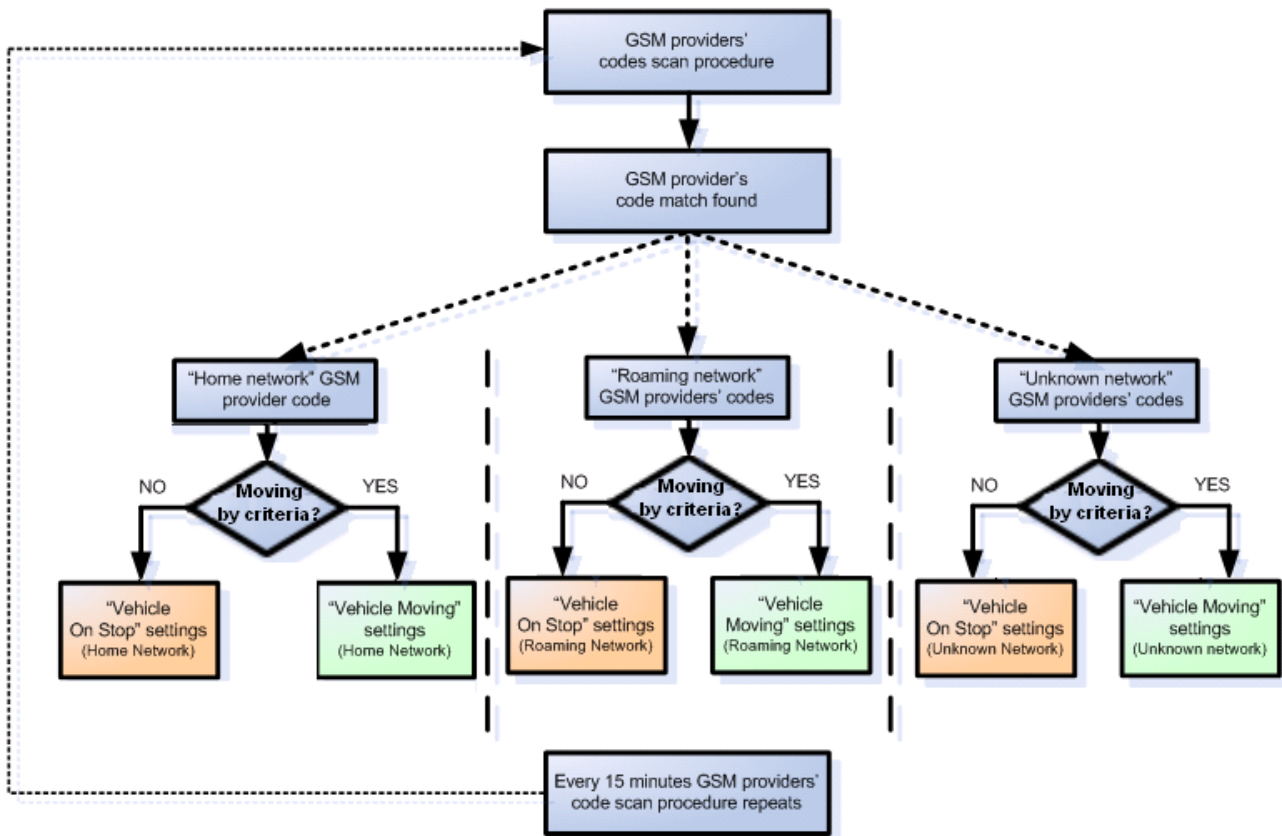 GSM providers'
codes scan procedure
GSM provider's
code match found
"Home network" GSM
provider code
"Roaming network"
GSM providers' codes
"Unknown network"
GSM providers' codes
NO
Moving
by criteria?
YES
NO
Moving
by criteria?
YES
NO
Moving
by criteria?
YES
"Vehicle
On Stop" settings
(Home Network)
"Vehicle Moving"
settings
(Home Network)
"Vehicle
On Stop" settings
(Roaming Network)
"Vehicle
Moving" settings
(Roaming Network)
"Vehicle
On Stop" settings
(Unknown Network)
"Vehicle Moving"
settings
(Unknown network)
Every 15 minutes GSM providers'
code scan procedure repeats